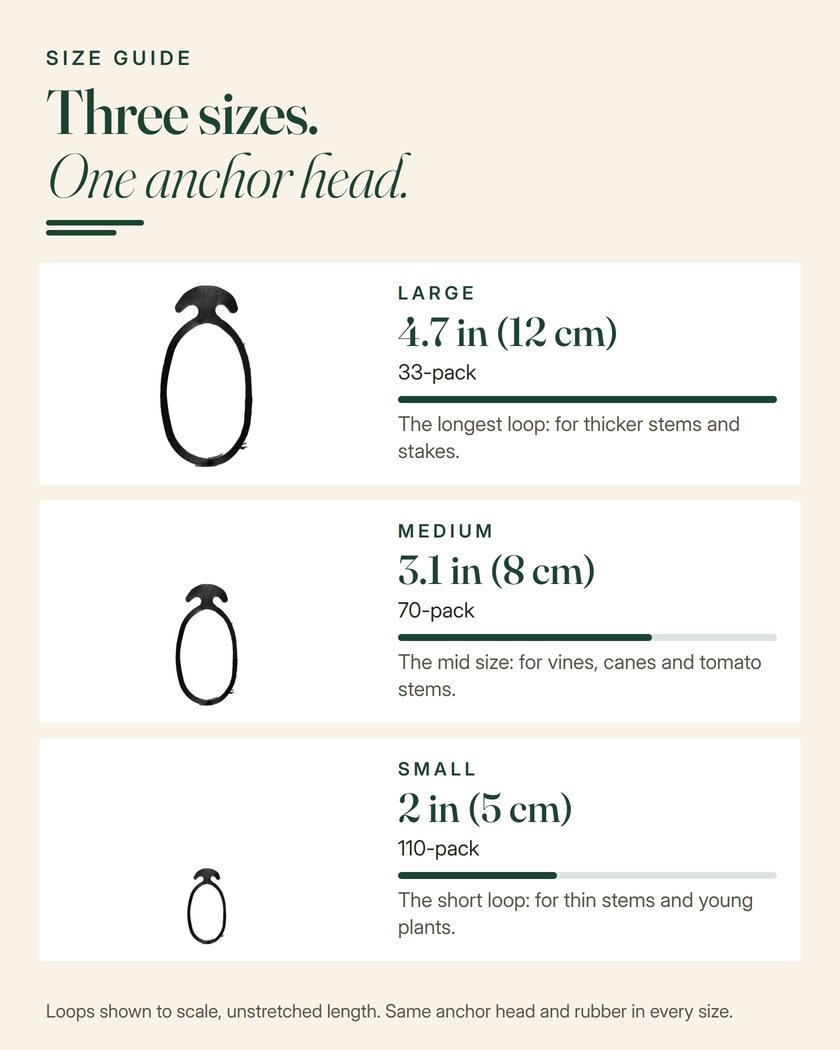 SIZE GUIDE
Three sizes.
One anchor head.
LARGE
4.7 in (12 cm)
33-pack
The longest loop: for thicker stems and
stakes.
MEDIUM
3.1 in (8 cm)
70-pack
The mid size: for vines, canes and tomato
stems.
SMALL
2 in (5 cm)
110-pack
The short loop: for thin stems and young
plants.
Loops shown to scale, unstretched length. Same anchor head and rubber in every size.